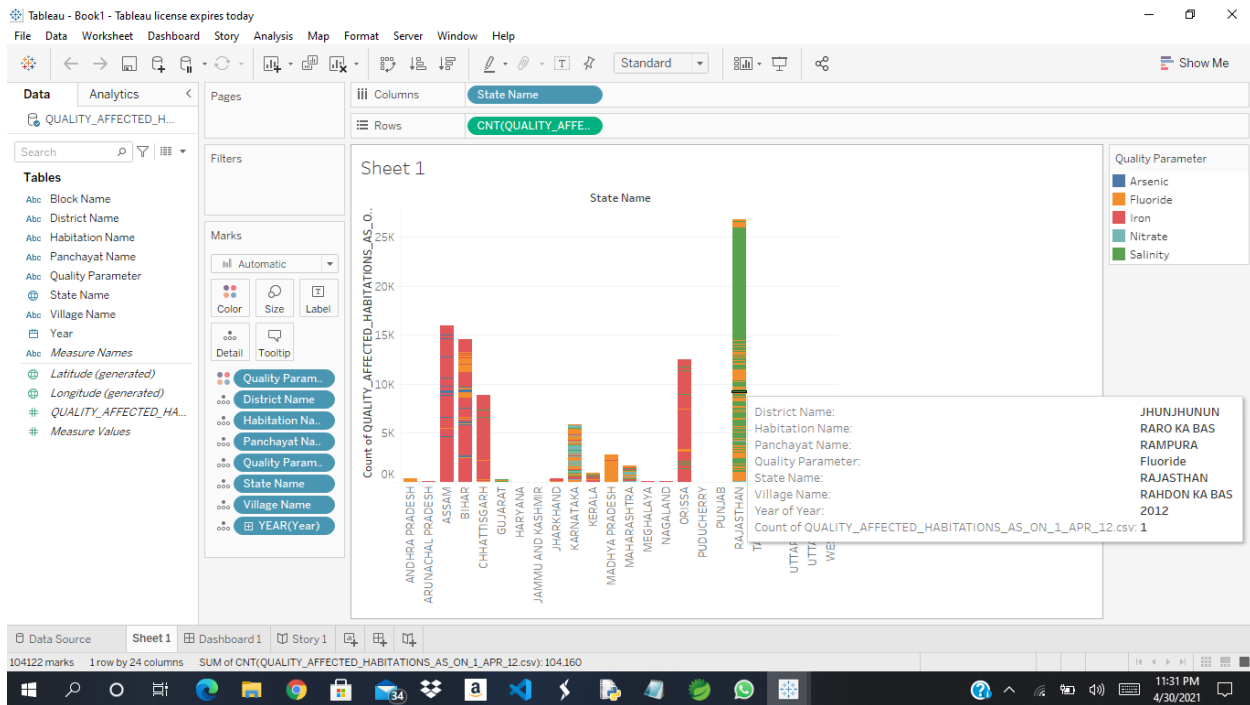 Tableau - Book1 - Tableau license expires today
File Data Worksheet Dashboard Story Analysis Map Format Server Window Help
Standard
Show Me
Data Analytics
QUALITY_AFFECTED_H...
Search
Tables
Abc Block Name
Abc District Name
Abc Habitation Name
Abc Panchayat Name
Abc Quality Parameter
State Name
Abc Village Name
Year
Abc Measure Names
Latitude (generated)
Longitude (generated)
# QUALITY_AFFECTED_HA...
# Measure Values
Pages
Filters
Marks
Automatic
Color Size Label
Detail Tooltip
Quality Param..
District Name
Habitation Na..
Panchayat Na..
Quality Param..
State Name
Village Name
YEAR(Year)
Columns
State Name
Rows
CNT(QUALITY_AFFE..
Sheet 1
State Name
Count of QUALITY_AFFECTED_HABITATIONS_AS_O..
25K
20K
15K
10K
5K
0K
ANDHRA PRADESH
ARUNACHAL PRADESH
ASSAM
BIHAR
CHHATTISGARH
GUJARAT
HARYANA
JAMMU AND KASHMIR
JHARKHAND
KARNATAKA
KERALA
MADHYA PRADESH
MAHARASHTRA
MEGHALAYA
NAGALAND
ORISSA
PUDUCHERRY
PUNJAB
RAJASTHAN
District Name: JHUNJHUNUN
Habitation Name: RARO KA BAS
Panchayat Name: RAMPURA
Quality Parameter: Fluoride
State Name: RAJASTHAN
Village Name: RAHDON KA BAS
Year of Year: 2012
Count of QUALITY_AFFECTED_HABITATIONS_AS_ON_1_APR_12.csv: 1
Quality Parameter
Arsenic
Fluoride
Iron
Nitrate
Salinity
Data Source Sheet 1 Dashboard 1 Story 1
104122 marks 1 row by 24 columns SUM of CNT(QUALITY_AFFECTED_HABITATIONS_AS_ON_1_APR_12.csv): 104,160
34
11:31 PM
4/30/2021